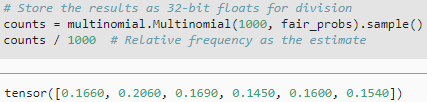 # Store the results as 32-bit floats for division
counts = multinomial.Multinomial(1000, fair_probs).sample()
counts / 1000  # Relative frequency as the estimate
tensor([0.1660, 0.2060, 0.1690, 0.1450, 0.1600, 0.1540])